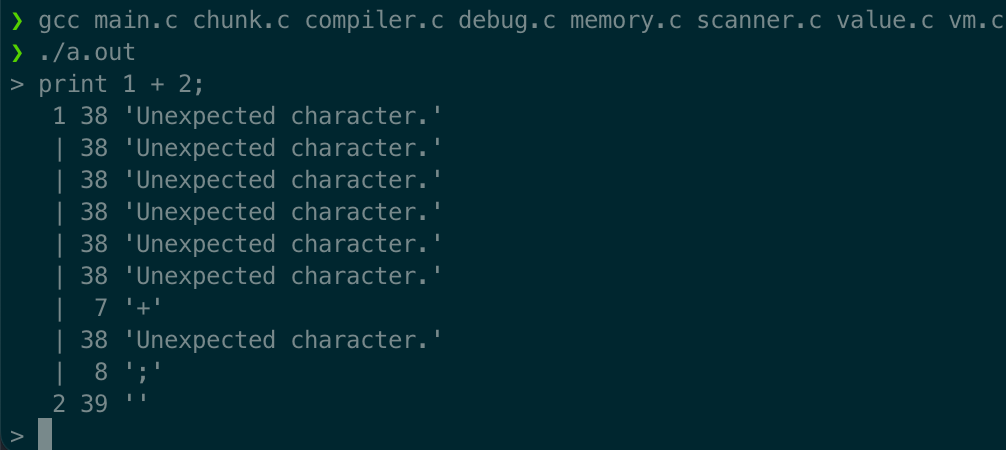 ❯ gcc main.c chunk.c compiler.c debug.c memory.c scanner.c value.c vm.c
❯ ./a.out
> print 1 + 2;
   1 38 'Unexpected character.'
   | 38 'Unexpected character.'
   | 38 'Unexpected character.'
   | 38 'Unexpected character.'
   | 38 'Unexpected character.'
   | 38 'Unexpected character.'
   |  7 '+'
   | 38 'Unexpected character.'
   |  8 ';'
   2 39 ''
>